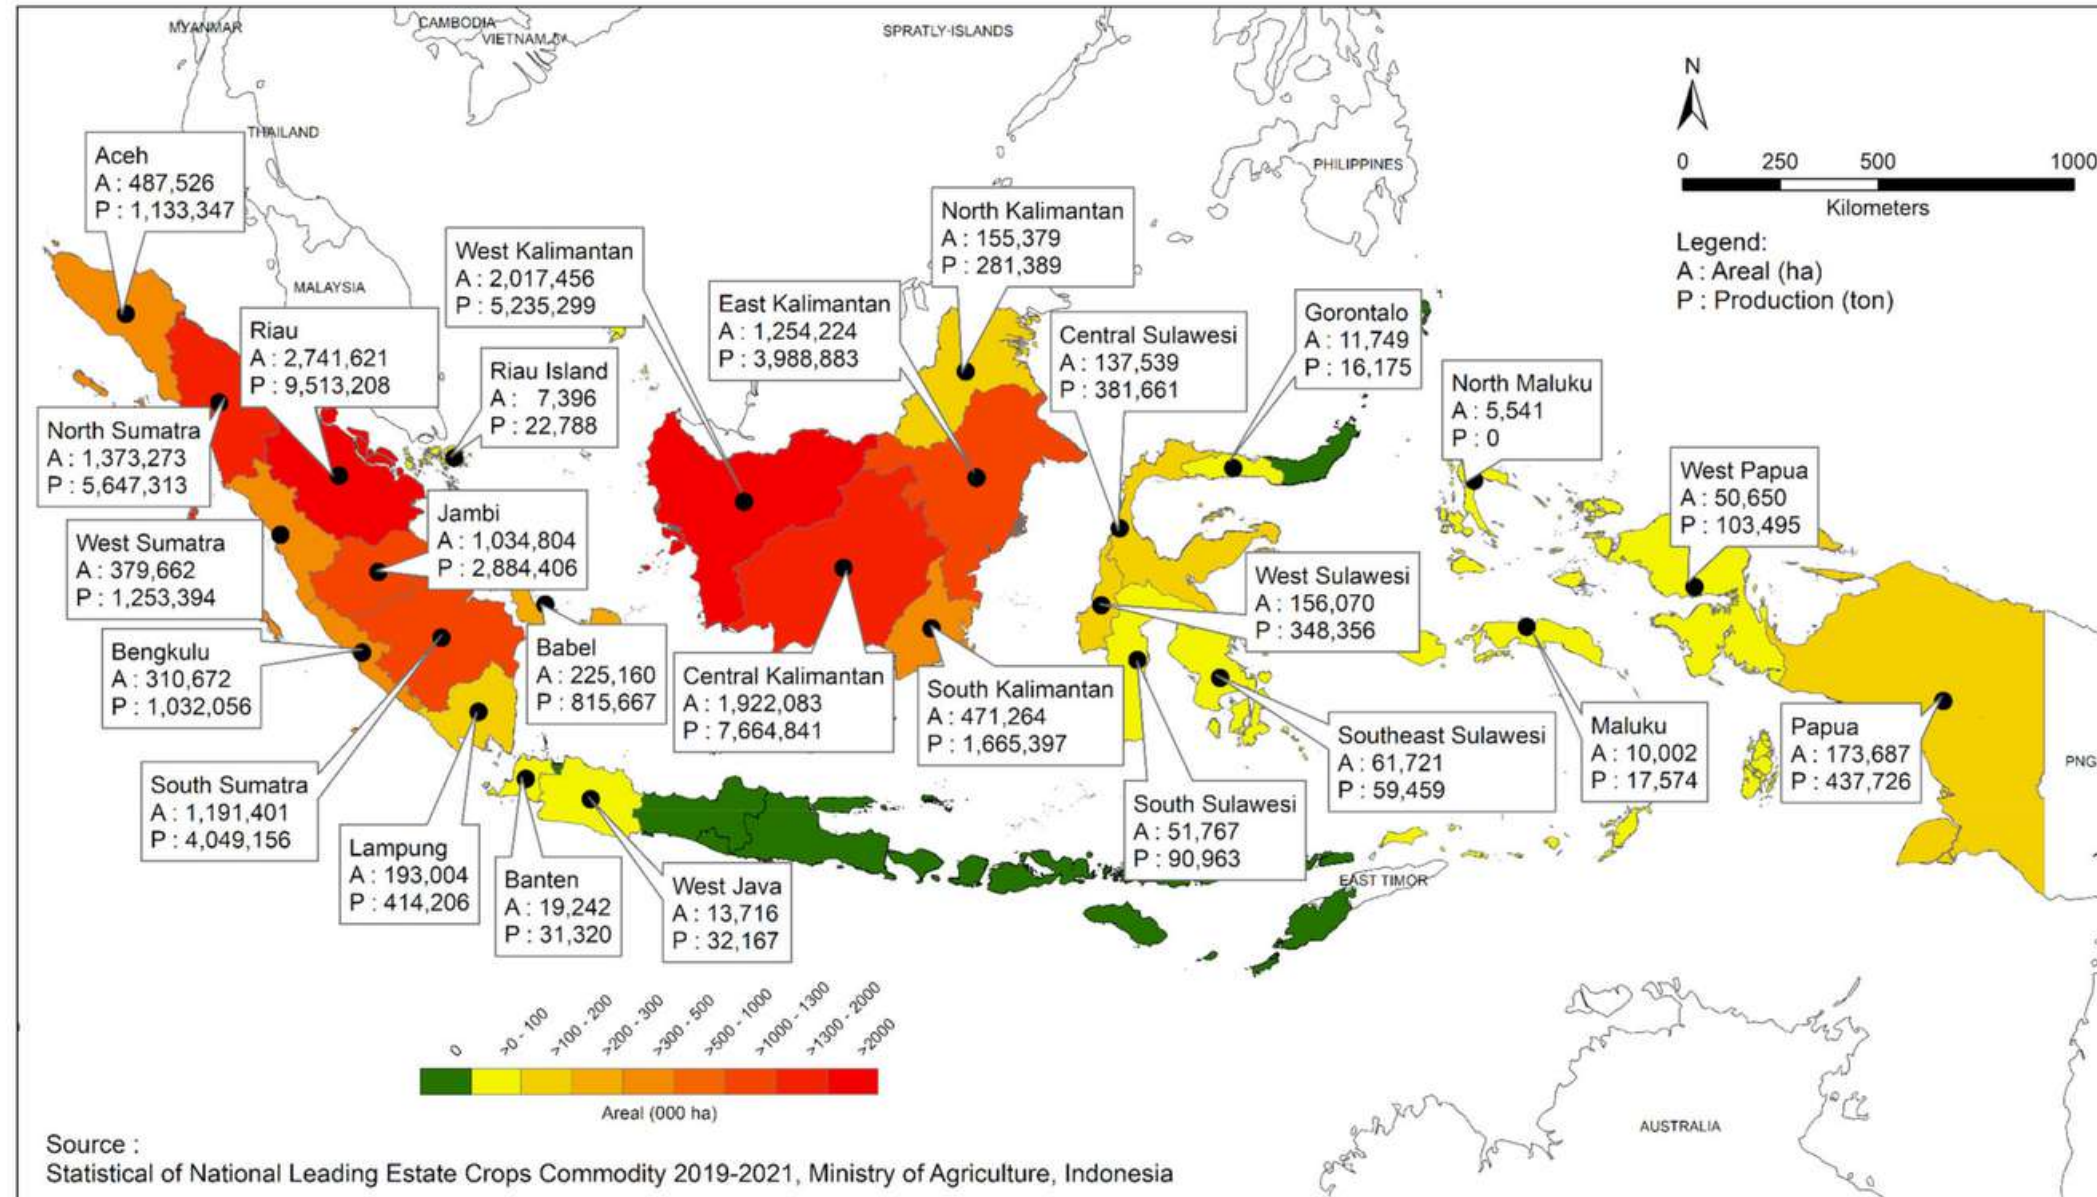 MYANMAR
CAMBODIA
VIETNAM
SPRATLY-ISLANDS
THAILAND
PHILIPPINES
MALAYSIA
N
0 250 500 1000
Kilometers
Legend:
A : Areal (ha)
P : Production (ton)
Aceh
A : 487,526
P : 1,133,347
West Kalimantan
A : 2,017,456
P : 5,235,299
North Kalimantan
A : 155,379
P : 281,389
East Kalimantan
A : 1,254,224
P : 3,988,883
Riau
A : 2,741,621
P : 9,513,208
Riau Island
A : 7,396
P : 22,788
Central Sulawesi
A : 137,539
P : 381,661
Gorontalo
A : 11,749
P : 16,175
North Maluku
A : 5,541
P : 0
North Sumatra
A : 1,373,273
P : 5,647,313
West Papua
A : 50,650
P : 103,495
Jambi
A : 1,034,804
P : 2,884,406
West Sumatra
A : 379,662
P : 1,253,394
West Sulawesi
A : 156,070
P : 348,356
Bengkulu
A : 310,672
P : 1,032,056
Babel
A : 225,160
P : 815,667
Central Kalimantan
A : 1,922,083
P : 7,664,841
South Kalimantan
A : 471,264
P : 1,665,397
Southeast Sulawesi
A : 61,721
P : 59,459
Maluku
A : 10,002
P : 17,574
Papua
A : 173,687
P : 437,726
PNG
South Sumatra
A : 1,191,401
P : 4,049,156
South Sulawesi
A : 51,767
P : 90,963
Lampung
A : 193,004
P : 414,206
Banten
A : 19,242
P : 31,320
West Java
A : 13,716
P : 32,167
EAST TIMOR
0
>0 - 100
>100 - 200
>200 - 300
>300 - 500
>500 - 1000
>1000 - 1300
>1300 - 2000
>2000
Areal (000 ha)
AUSTRALIA
Source :
Statistical of National Leading Estate Crops Commodity 2019-2021, Ministry of Agriculture, Indonesia